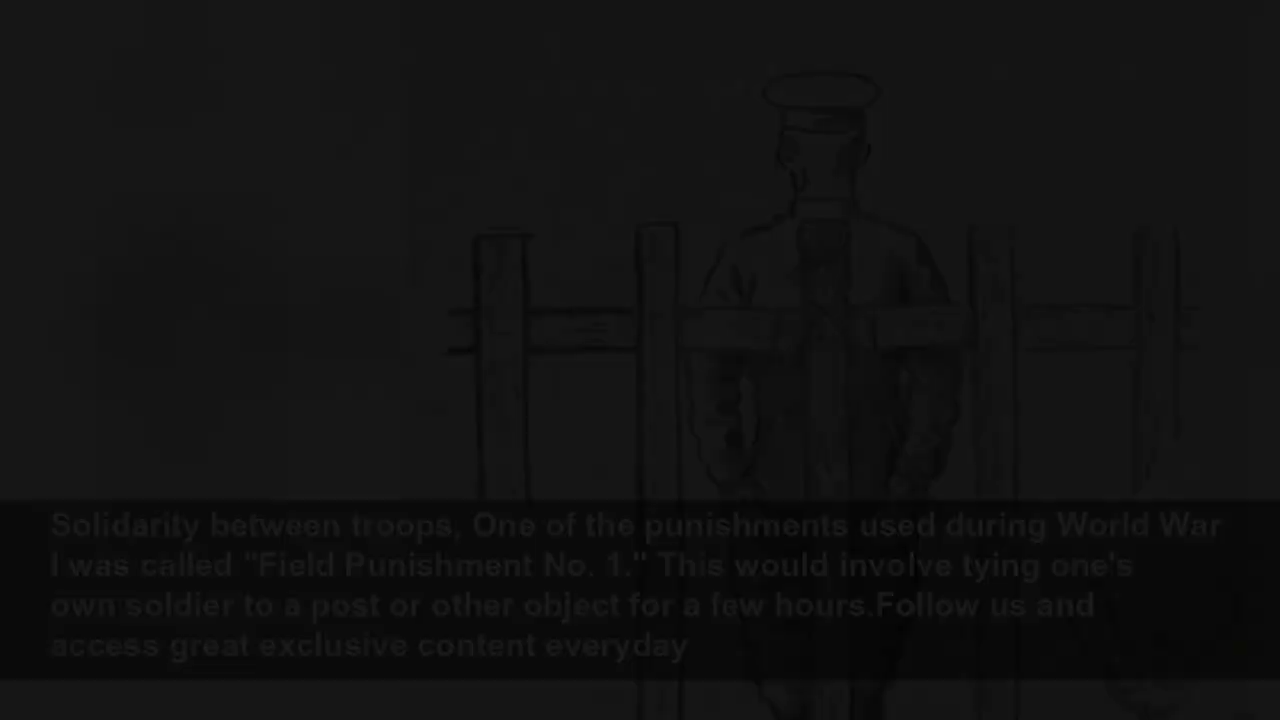 Solidarity between troops, One of the punishments used during World War
I was called "Field Punishment No. 1." This would involve tying one's
own soldier to a post or other object for a few hours.Follow us and
access great exclusive content everyday